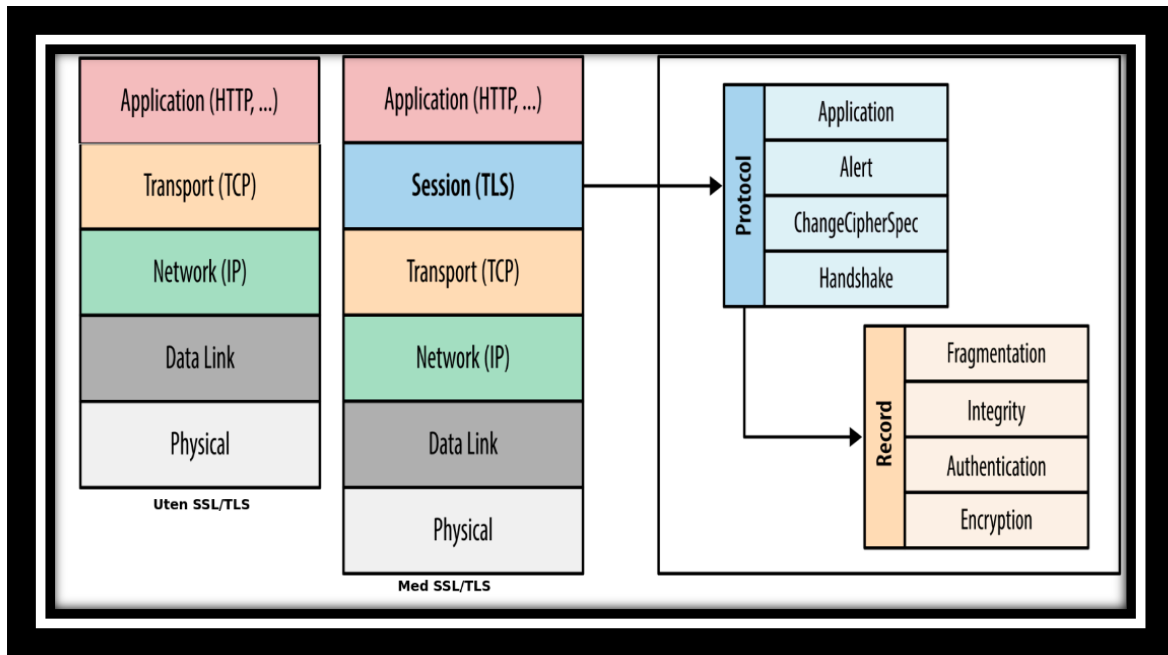 Application (HTTP, ...)
Transport (TCP)
Network (IP)
Data Link
Physical
Uten SSL/TLS
Application (HTTP, ...)
Session (TLS)
Transport (TCP)
Network (IP)
Data Link
Physical
Med SSL/TLS
Protocol
Application
Alert
ChangeCipherSpec
Handshake
Record
Fragmentation
Integrity
Authentication
Encryption